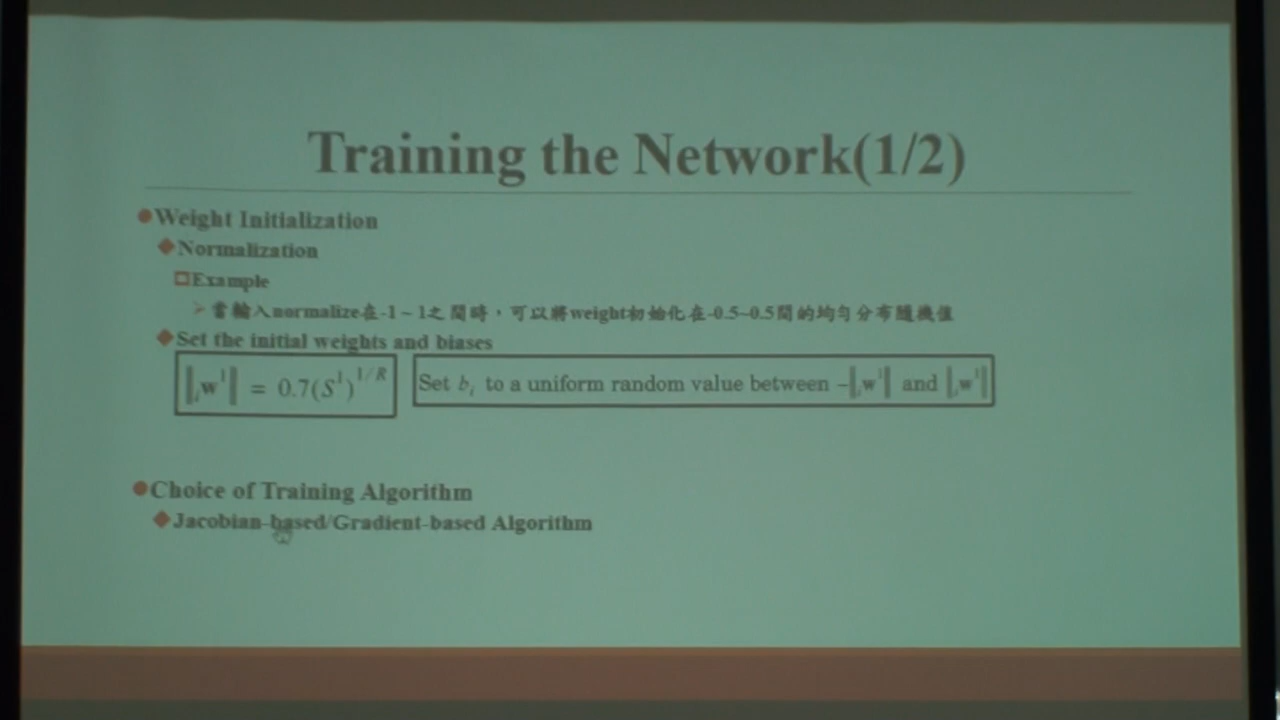 Training the Network(1/2)
Weight Initialization
Normalization
Example
當輸入normalize在-1~1之間時，可以將weight初始化在-0.5~0.5間的均勻分布隨機值
Set the initial weights and biases
‖ᵢw¹‖ = 0.7(S¹)^(1/R)
Set bᵢ to a uniform random value between -‖ᵢw¹‖ and ‖ᵢw¹‖
Choice of Training Algorithm
Jacobian-based/Gradient-based Algorithm